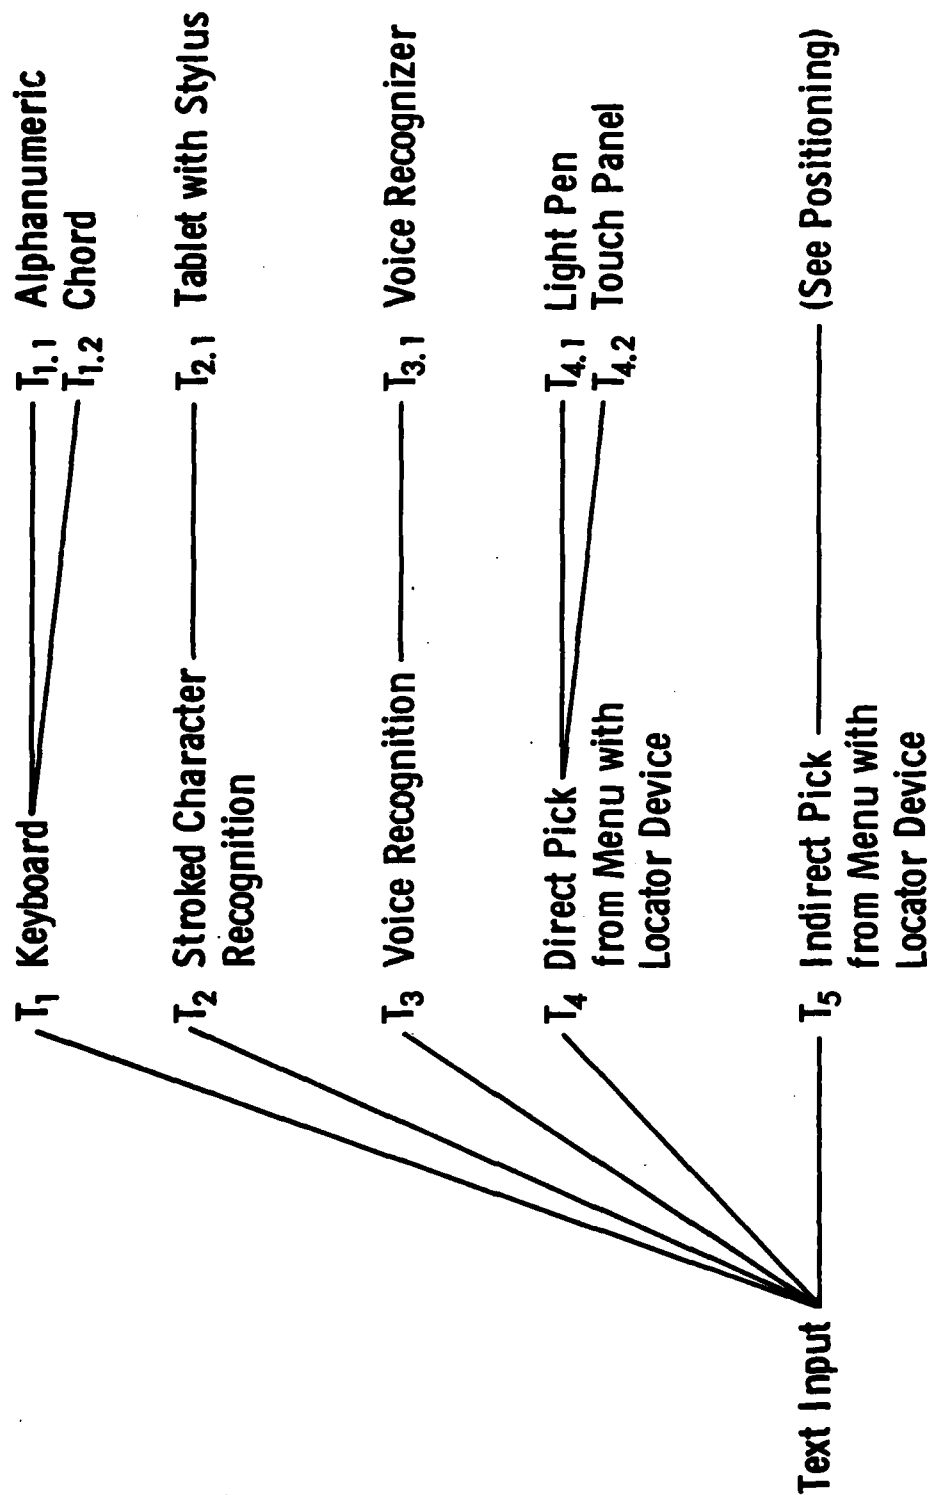 T1 Keyboard
T1.1 Alphanumeric
T1.2 Chord
T2 Stroked Character
Recognition
T2.1 Tablet with Stylus
T3 Voice Recognition
T3.1 Voice Recognizer
T4 Direct Pick
from Menu with
Locator Device
T4.1 Light Pen
T4.2 Touch Panel
Text Input
T5 Indirect Pick
from Menu with
Locator Device
(See Positioning)